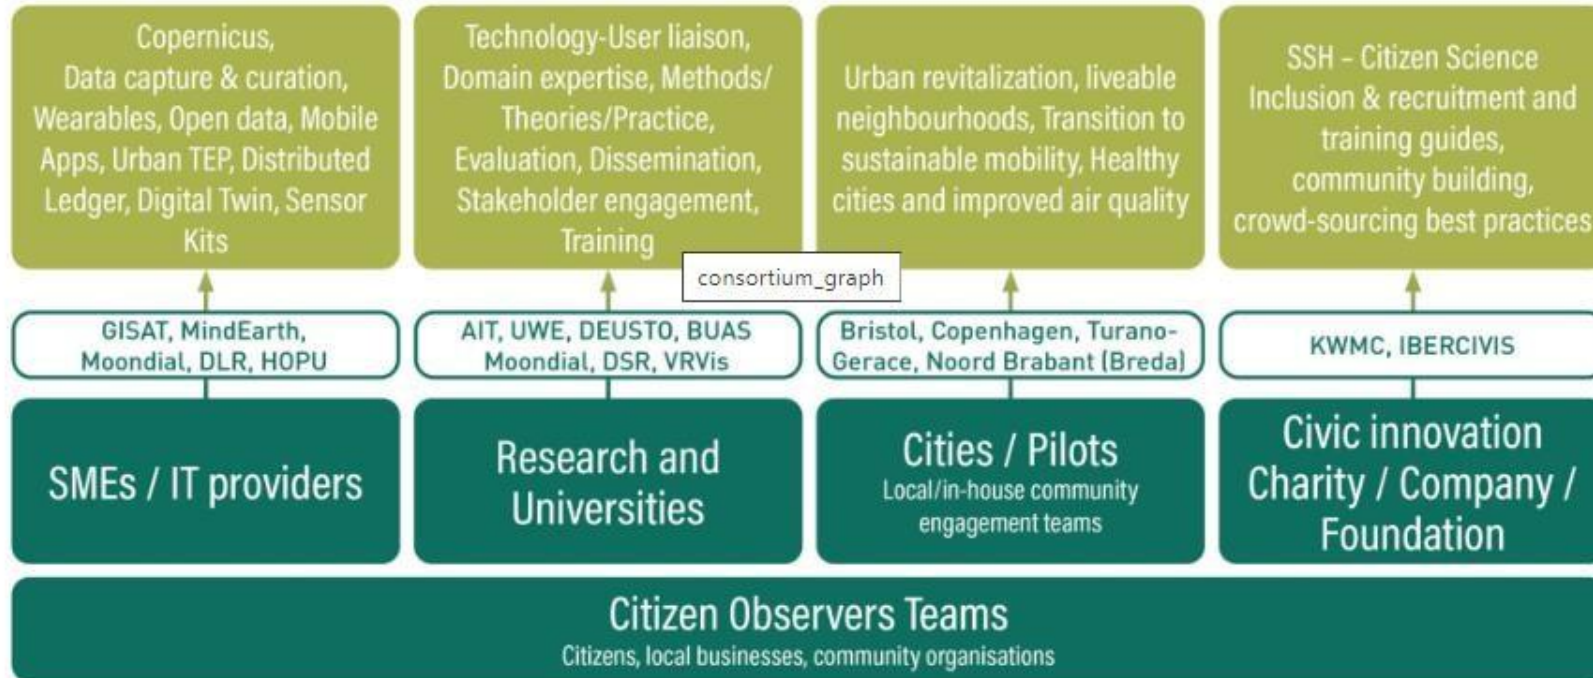 Copernicus,
Data capture & curation,
Wearables, Open data, Mobile
Apps, Urban TEP, Distributed
Ledger, Digital Twin, Sensor
Kits
Technology-User liaison,
Domain expertise, Methods/
Theories/Practice,
Evaluation, Dissemination,
Stakeholder engagement,
Training
Urban revitalization, liveable
neighbourhoods, Transition to
sustainable mobility, Healthy
cities and improved air quality
SSH – Citizen Science
Inclusion & recruitment and
training guides,
community building,
crowd-sourcing best practices
consortium_graph
GISAT, MindEarth,
Moondial, DLR, HOPU
AIT, UWE, DEUSTO, BUAS
Moondial, DSR, VRVis
Bristol, Copenhagen, Turano-
Gerace, Noord Brabant (Breda)
KWMC, IBERCIVIS
SMEs / IT providers
Research and
Universities
Cities / Pilots
Local/in-house community
engagement teams
Civic innovation
Charity / Company /
Foundation
Citizen Observers Teams
Citizens, local businesses, community organisations